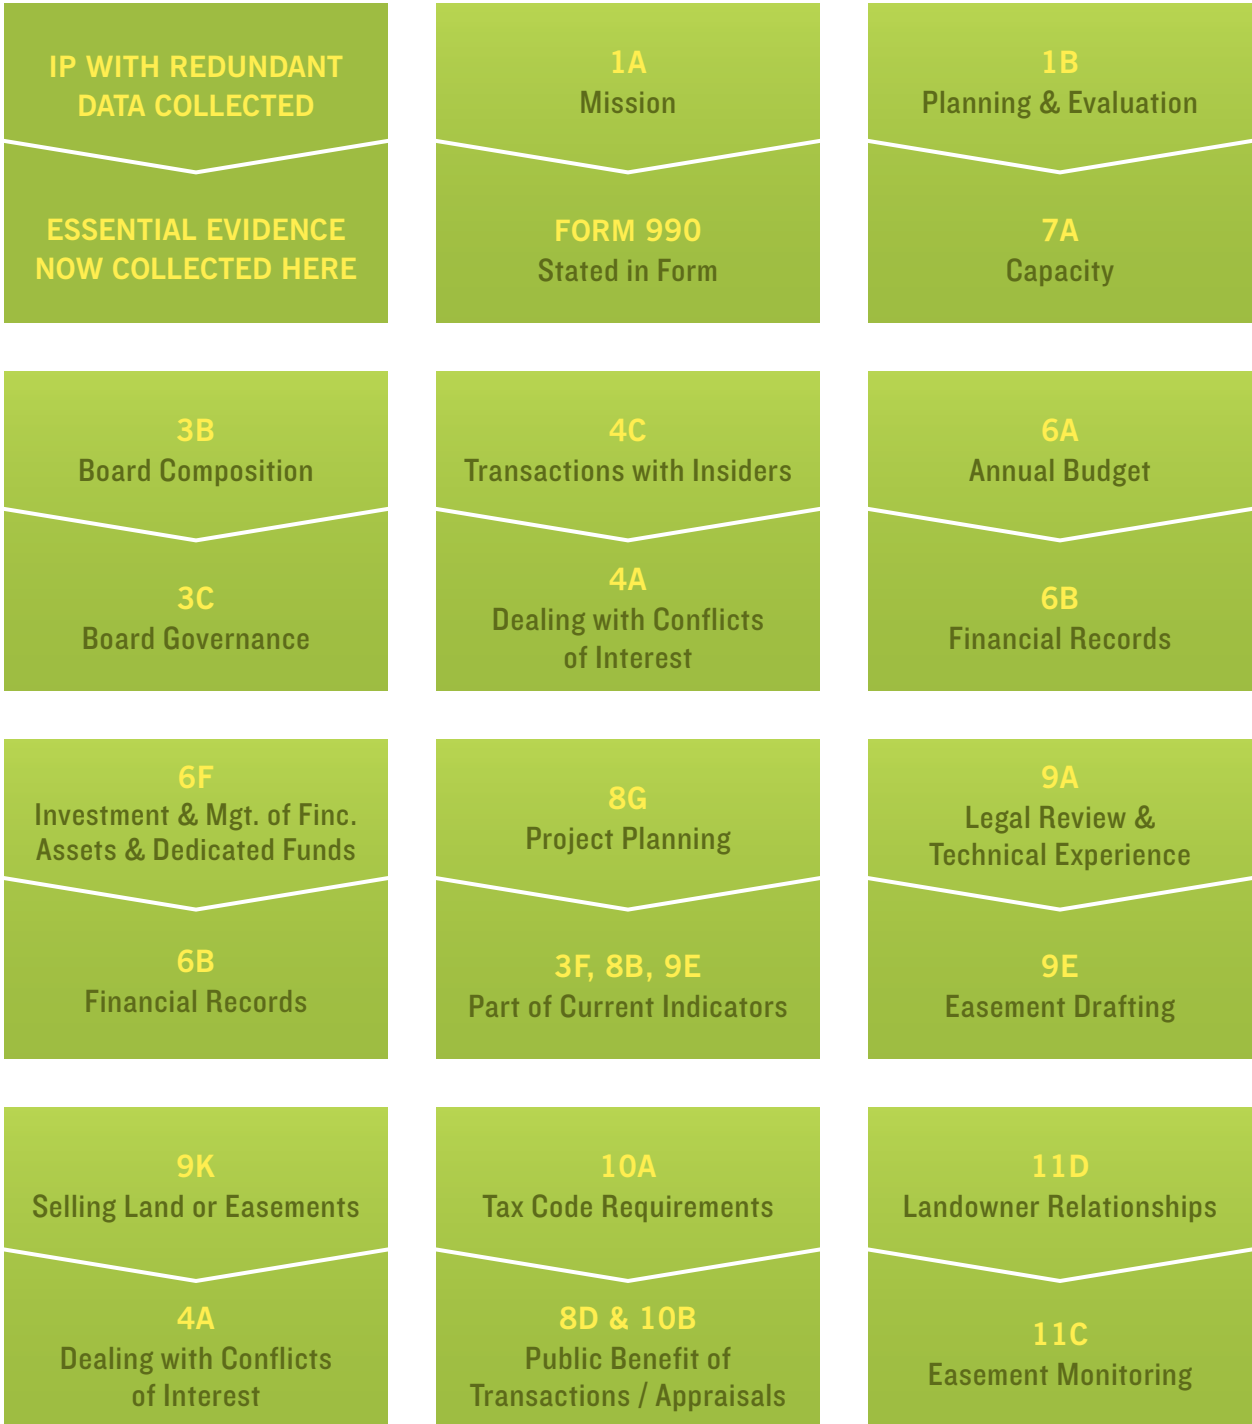 IP WITH REDUNDANT
DATA COLLECTED
ESSENTIAL EVIDENCE
NOW COLLECTED HERE
1A
Mission
FORM 990
Stated in Form
1B
Planning & Evaluation
7A
Capacity
3B
Board Composition
3C
Board Governance
4C
Transactions with Insiders
4A
Dealing with Conflicts
of Interest
6A
Annual Budget
6B
Financial Records
6F
Investment & Mgt. of Finc.
Assets & Dedicated Funds
6B
Financial Records
8G
Project Planning
3F, 8B, 9E
Part of Current Indicators
9A
Legal Review &
Technical Experience
9E
Easement Drafting
9K
Selling Land or Easements
4A
Dealing with Conflicts
of Interest
10A
Tax Code Requirements
8D & 10B
Public Benefit of
Transactions / Appraisals
11D
Landowner Relationships
11C
Easement Monitoring